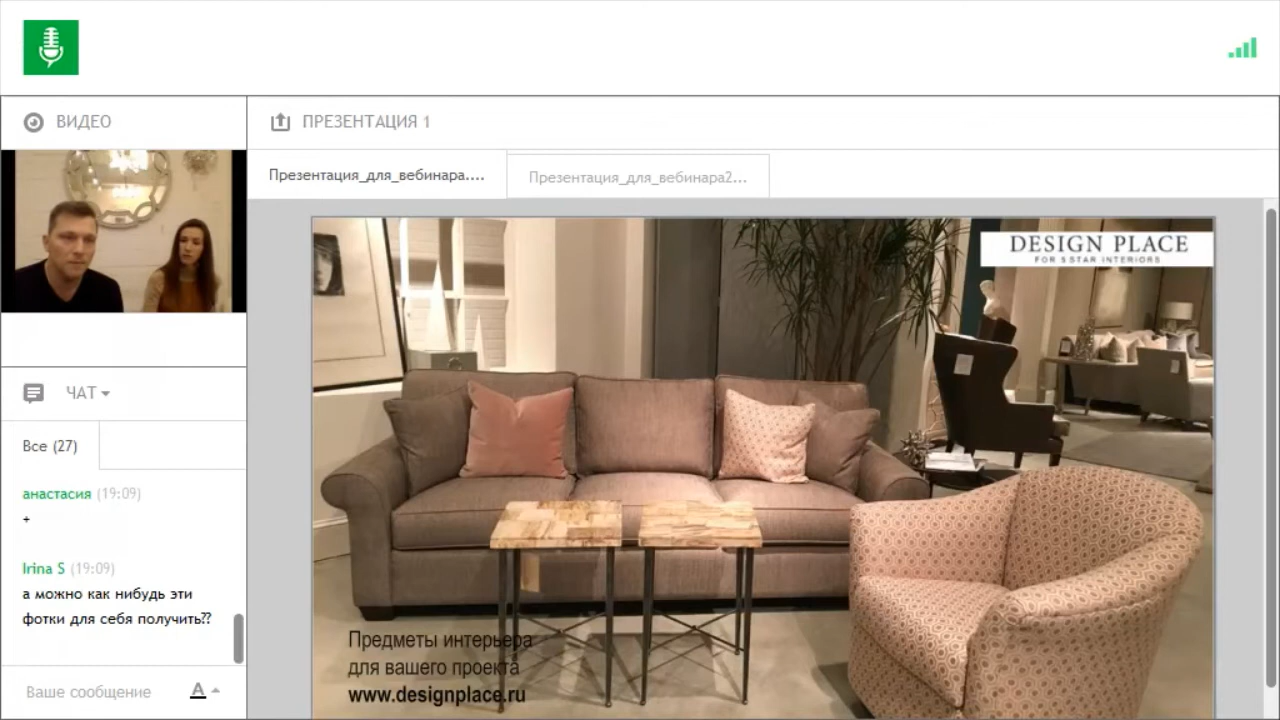 ВИДЕО
ПРЕЗЕНТАЦИЯ 1
Презентация_для_вебинара....
Презентация_для_вебинара2...
DESIGN PLACE
FOR 5 STAR INTERIORS
ЧАТ
Все (27)
анастасия (19:09)
+
Irina S (19:09)
а можно как нибудь эти
фотки для себя получить??
Ваше сообщение
A
Предметы интерьера
для вашего проекта
www.designplace.ru